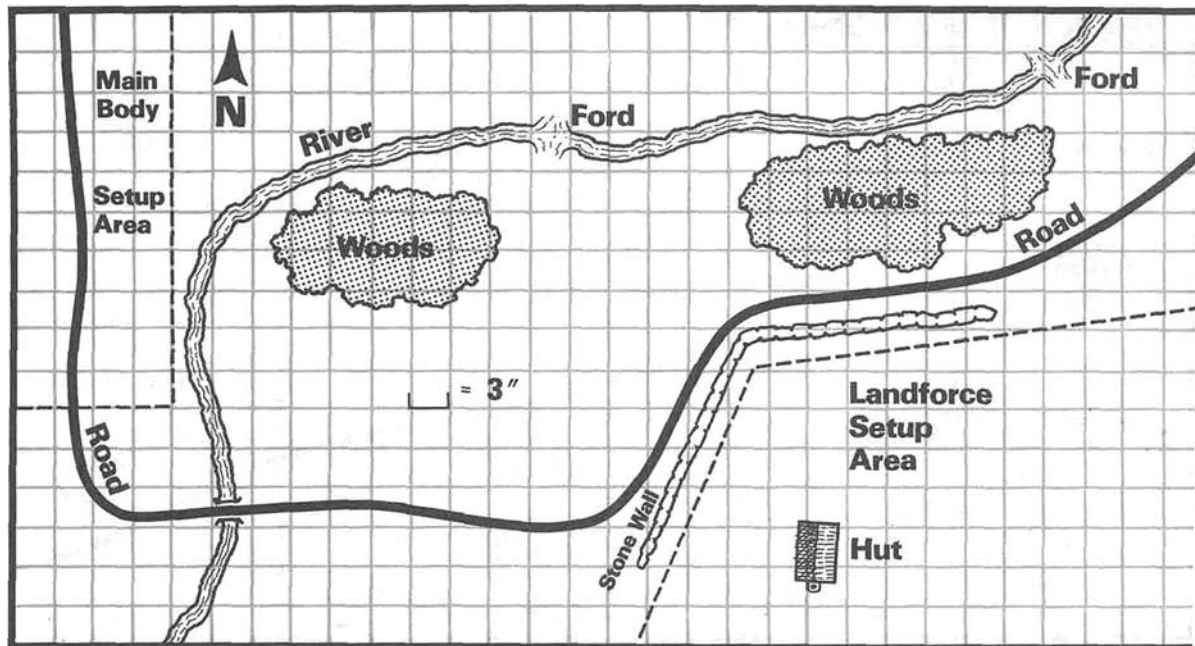 Main
Body
Setup
Area
N
River
Ford
Ford
Woods
Woods
Road
= 3"
Landforce
Setup
Area
Road
Stone Wall
Hut